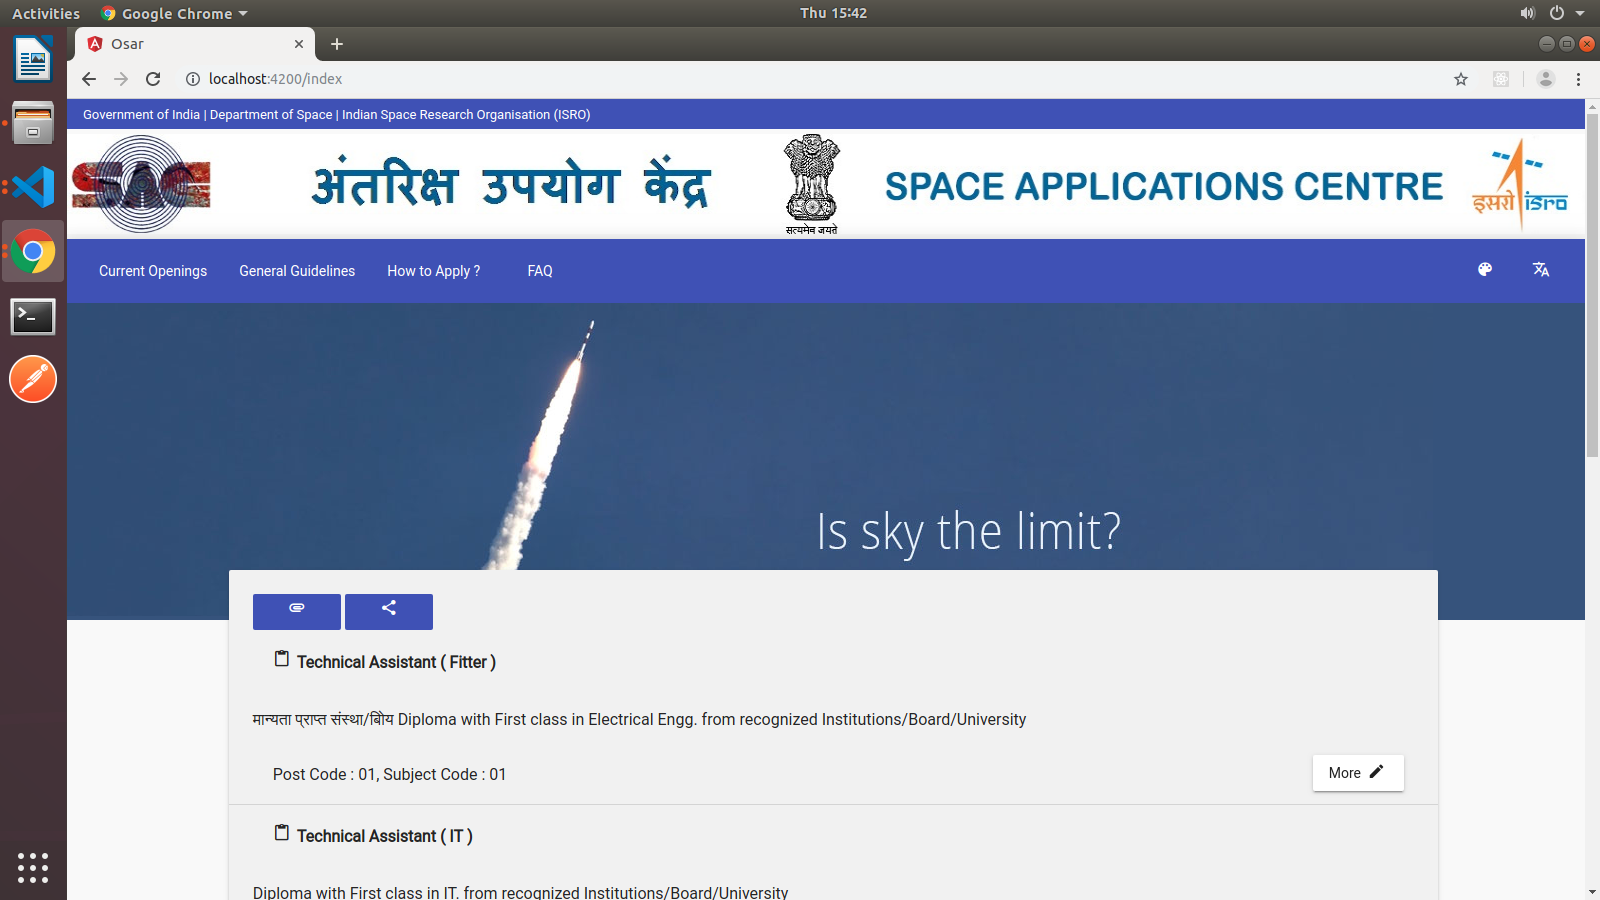 Activities
Google Chrome
Thu 15:42
Osar
localhost:4200/index
Government of India | Department of Space | Indian Space Research Organisation (ISRO)
SAC
अंतरिक्ष उपयोग केंद्र
सत्यमेव जयते
SPACE APPLICATIONS CENTRE
इसरो isro
Current Openings
General Guidelines
How to Apply ?
FAQ
Is sky the limit?
Technical Assistant ( Fitter )
मान्यता प्राप्त संस्था/बोिय Diploma with First class in Electrical Engg. from recognized Institutions/Board/University
Post Code : 01, Subject Code : 01
More
Technical Assistant ( IT )
Diploma with First class in IT. from recognized Institutions/Board/University